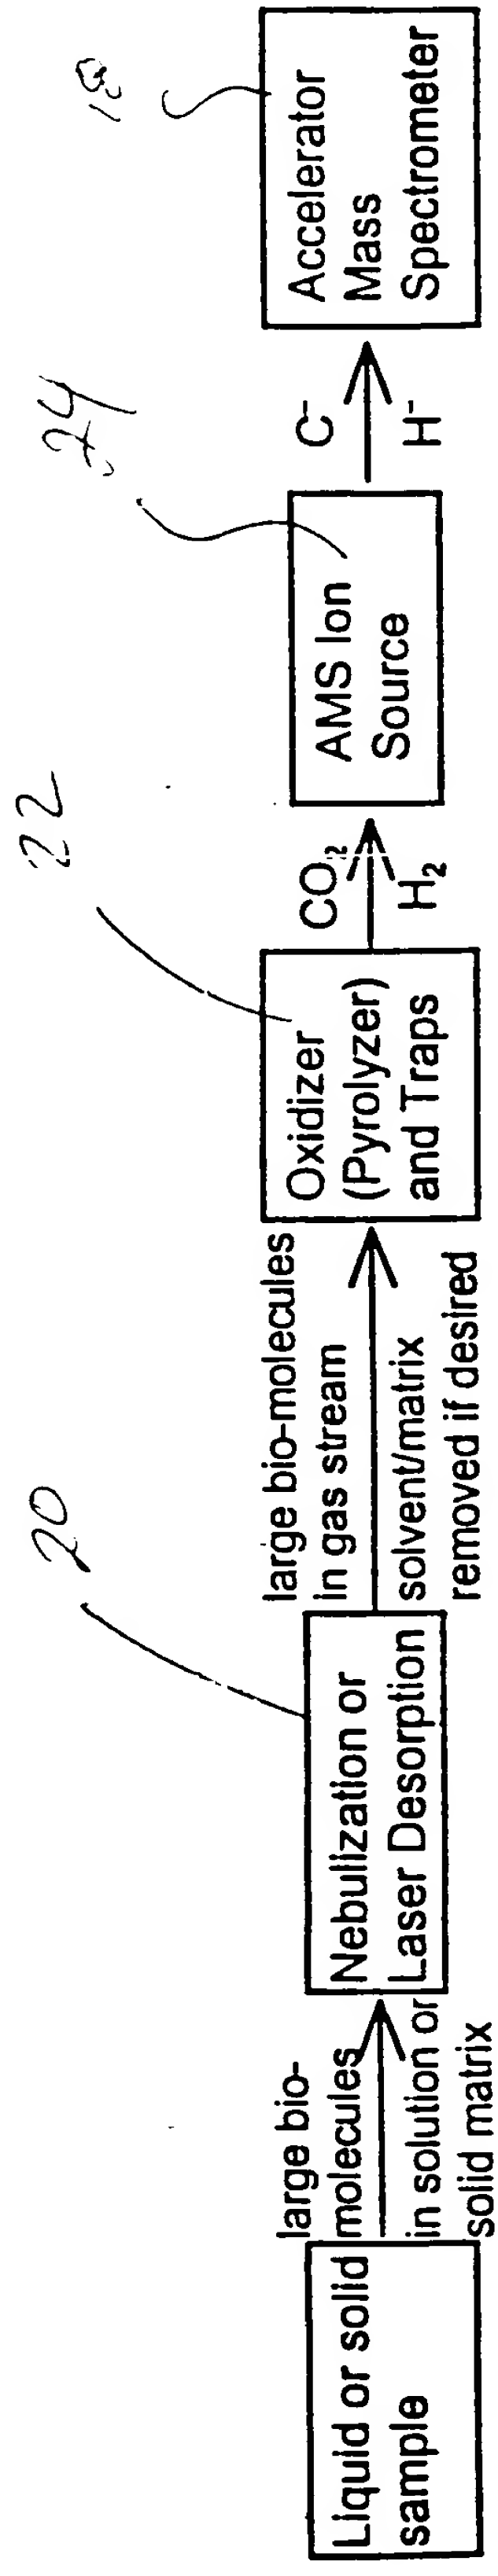 Liquid or solid
sample
large bio-
molecules
in solution or
solid matrix
20
Nebulization or
Laser Desorption
large bio-molecules
in gas stream
solvent/matrix
removed if desired
22
Oxidizer
(Pyrolyzer)
and Traps
CO₂
H₂
24
AMS Ion
Source
C⁻
H⁻
Accelerator
Mass
Spectrometer